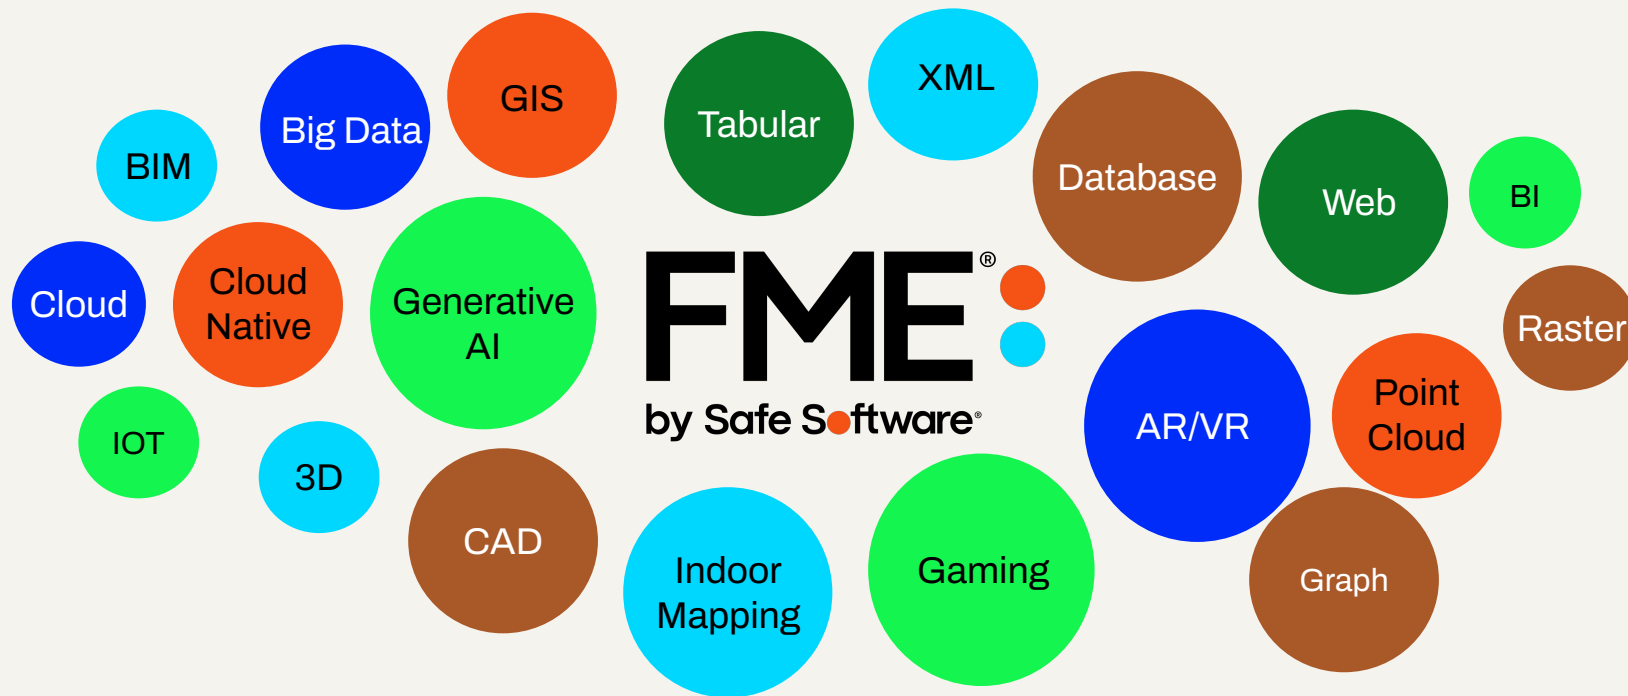 GIS
XML
Big Data
Tabular
BIM
Database
Web
BI
Cloud
Cloud
Native
Generative
AI
FME®
by Safe Software®
Raster
IOT
3D
AR/VR
Point
Cloud
CAD
Indoor
Mapping
Gaming
Graph